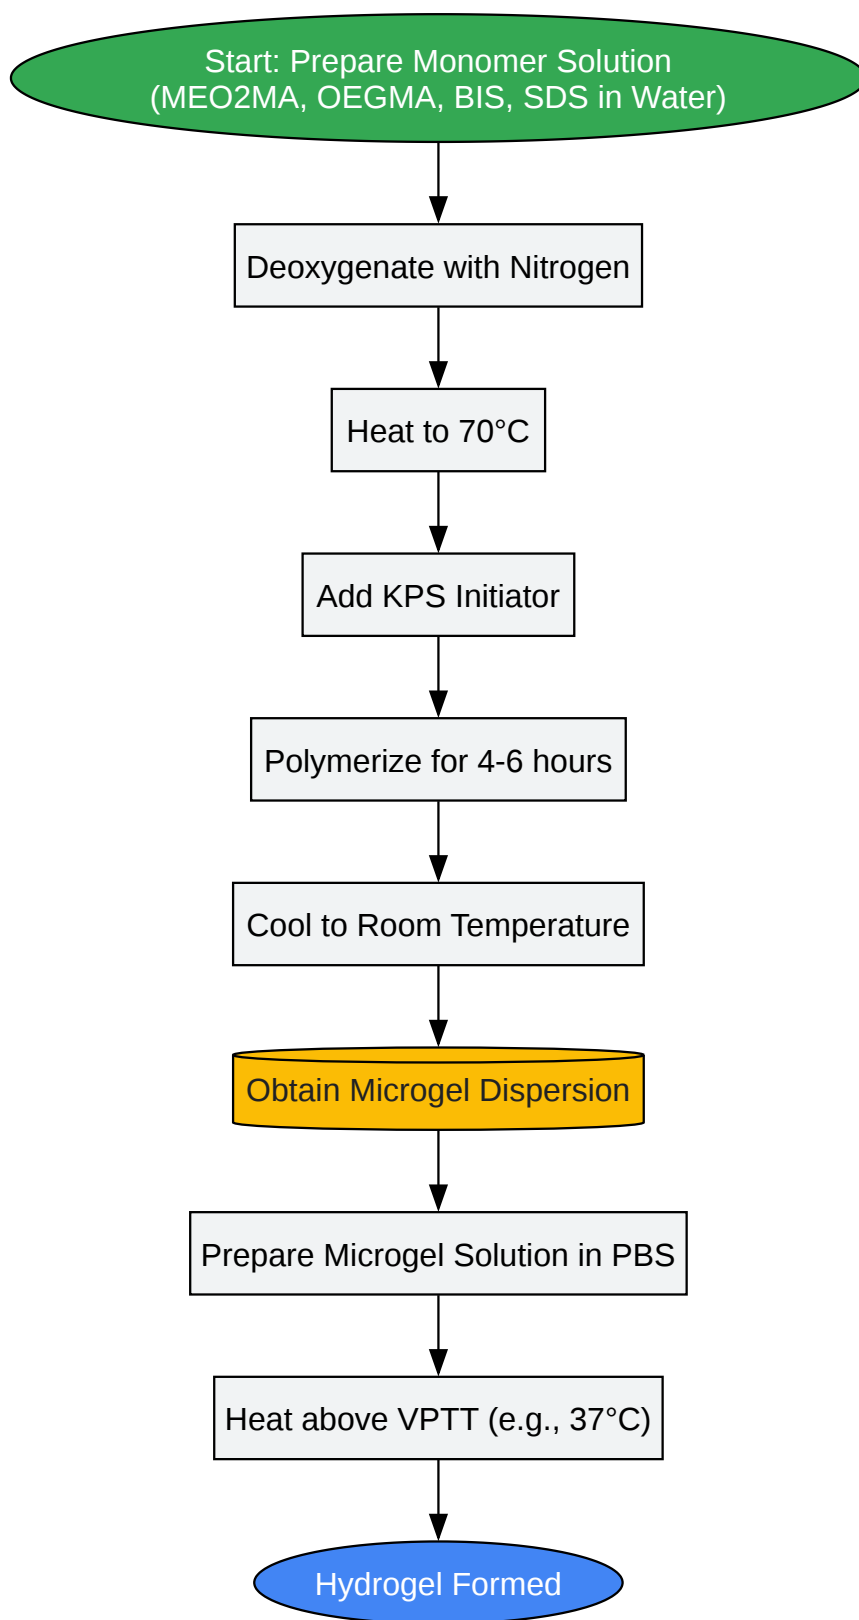 Start: Prepare Monomer Solution
(MEO2MA, OEGMA, BIS, SDS in Water)
Deoxygenate with Nitrogen
Heat to 70°C
Add KPS Initiator
Polymerize for 4-6 hours
Cool to Room Temperature
Obtain Microgel Dispersion
Prepare Microgel Solution in PBS
Heat above VPTT (e.g., 37°C)
Hydrogel Formed